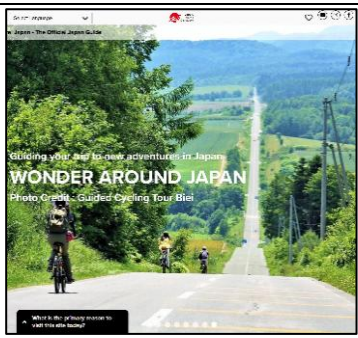 Select Language
Japan - The Official Japan Guide
Guiding your trip to new adventures in Japan
WONDER AROUND JAPAN
Photo Credit : Guided Cycling Tour Biei
What is the primary reason to
visit this site today?